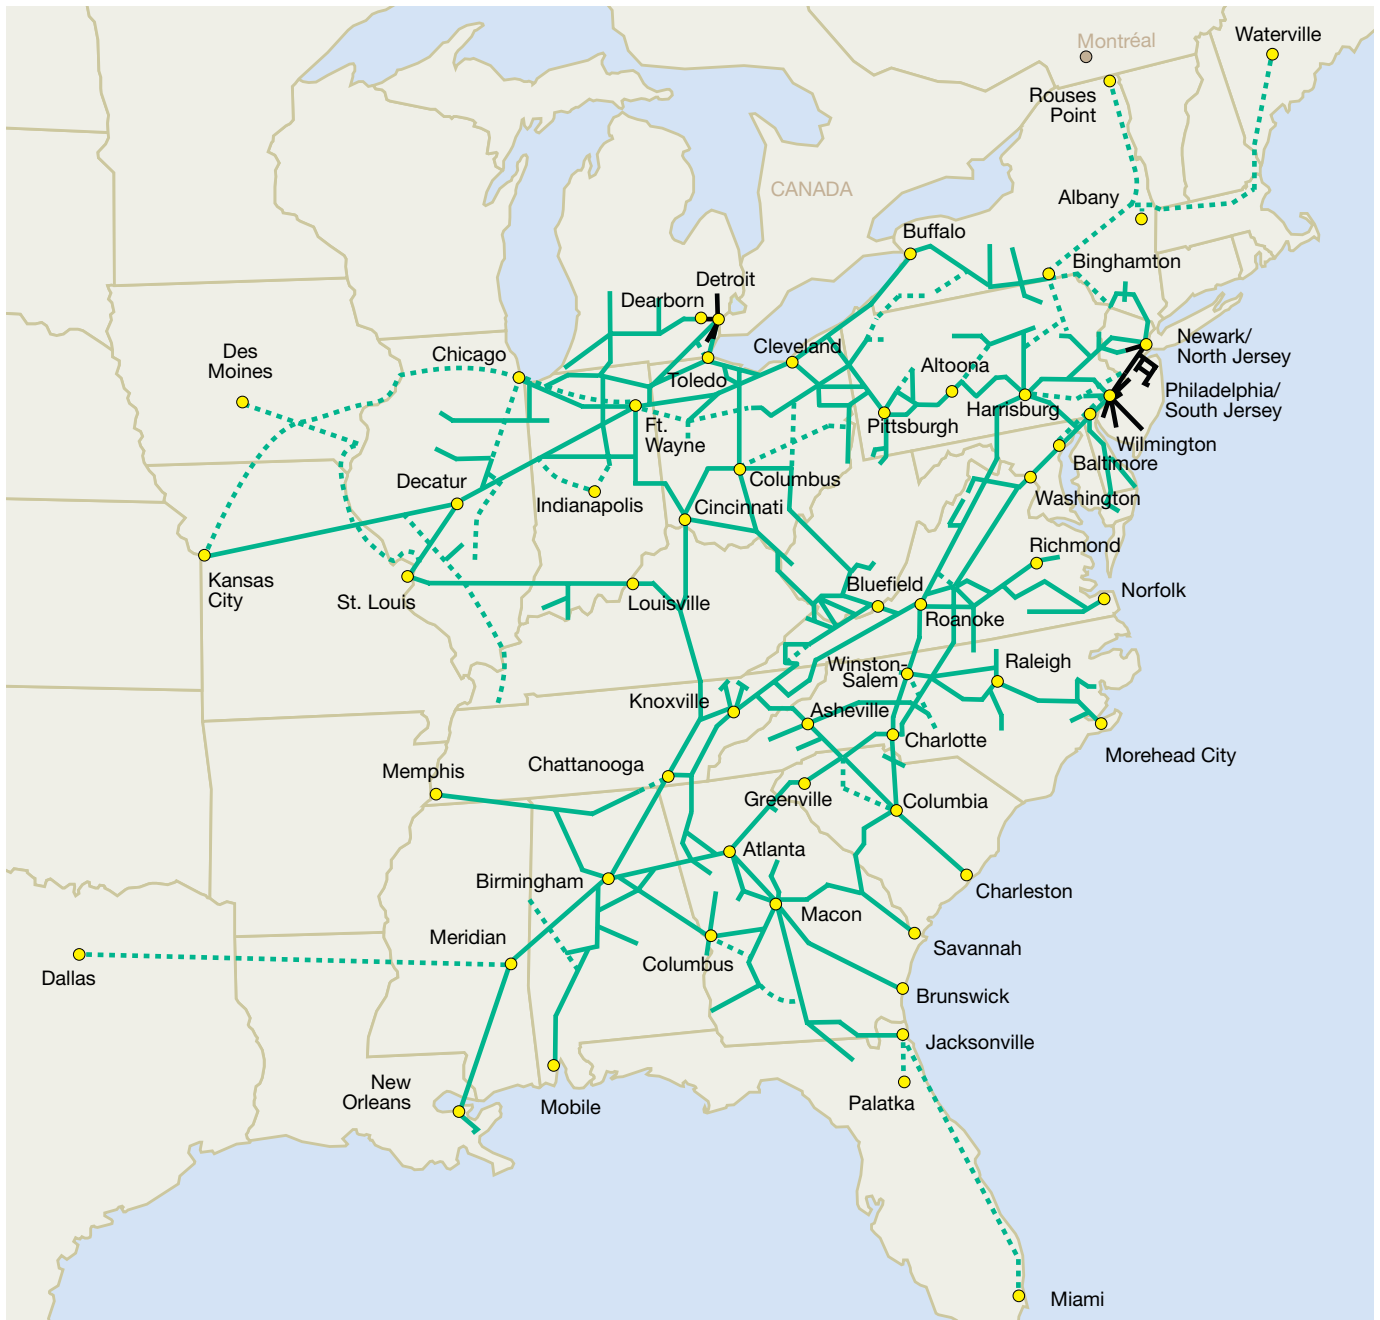 Waterville
Montréal
Rouses
Point
CANADA
Albany
Buffalo
Binghamton
Detroit
Dearborn
Newark/
North Jersey
Cleveland
Des
Moines
Chicago
Altoona
Toledo
Philadelphia/
South Jersey
Harrisburg
Ft.
Wayne
Pittsburgh
Wilmington
Baltimore
Columbus
Decatur
Indianapolis
Washington
Cincinnati
Richmond
Kansas
City
Bluefield
Norfolk
St. Louis
Louisville
Roanoke
Winston-
Salem
Raleigh
Knoxville
Asheville
Charlotte
Morehead City
Chattanooga
Memphis
Greenville
Columbia
Atlanta
Birmingham
Charleston
Macon
Meridian
Savannah
Columbus
Dallas
Brunswick
Jacksonville
New
Orleans
Mobile
Palatka
Miami